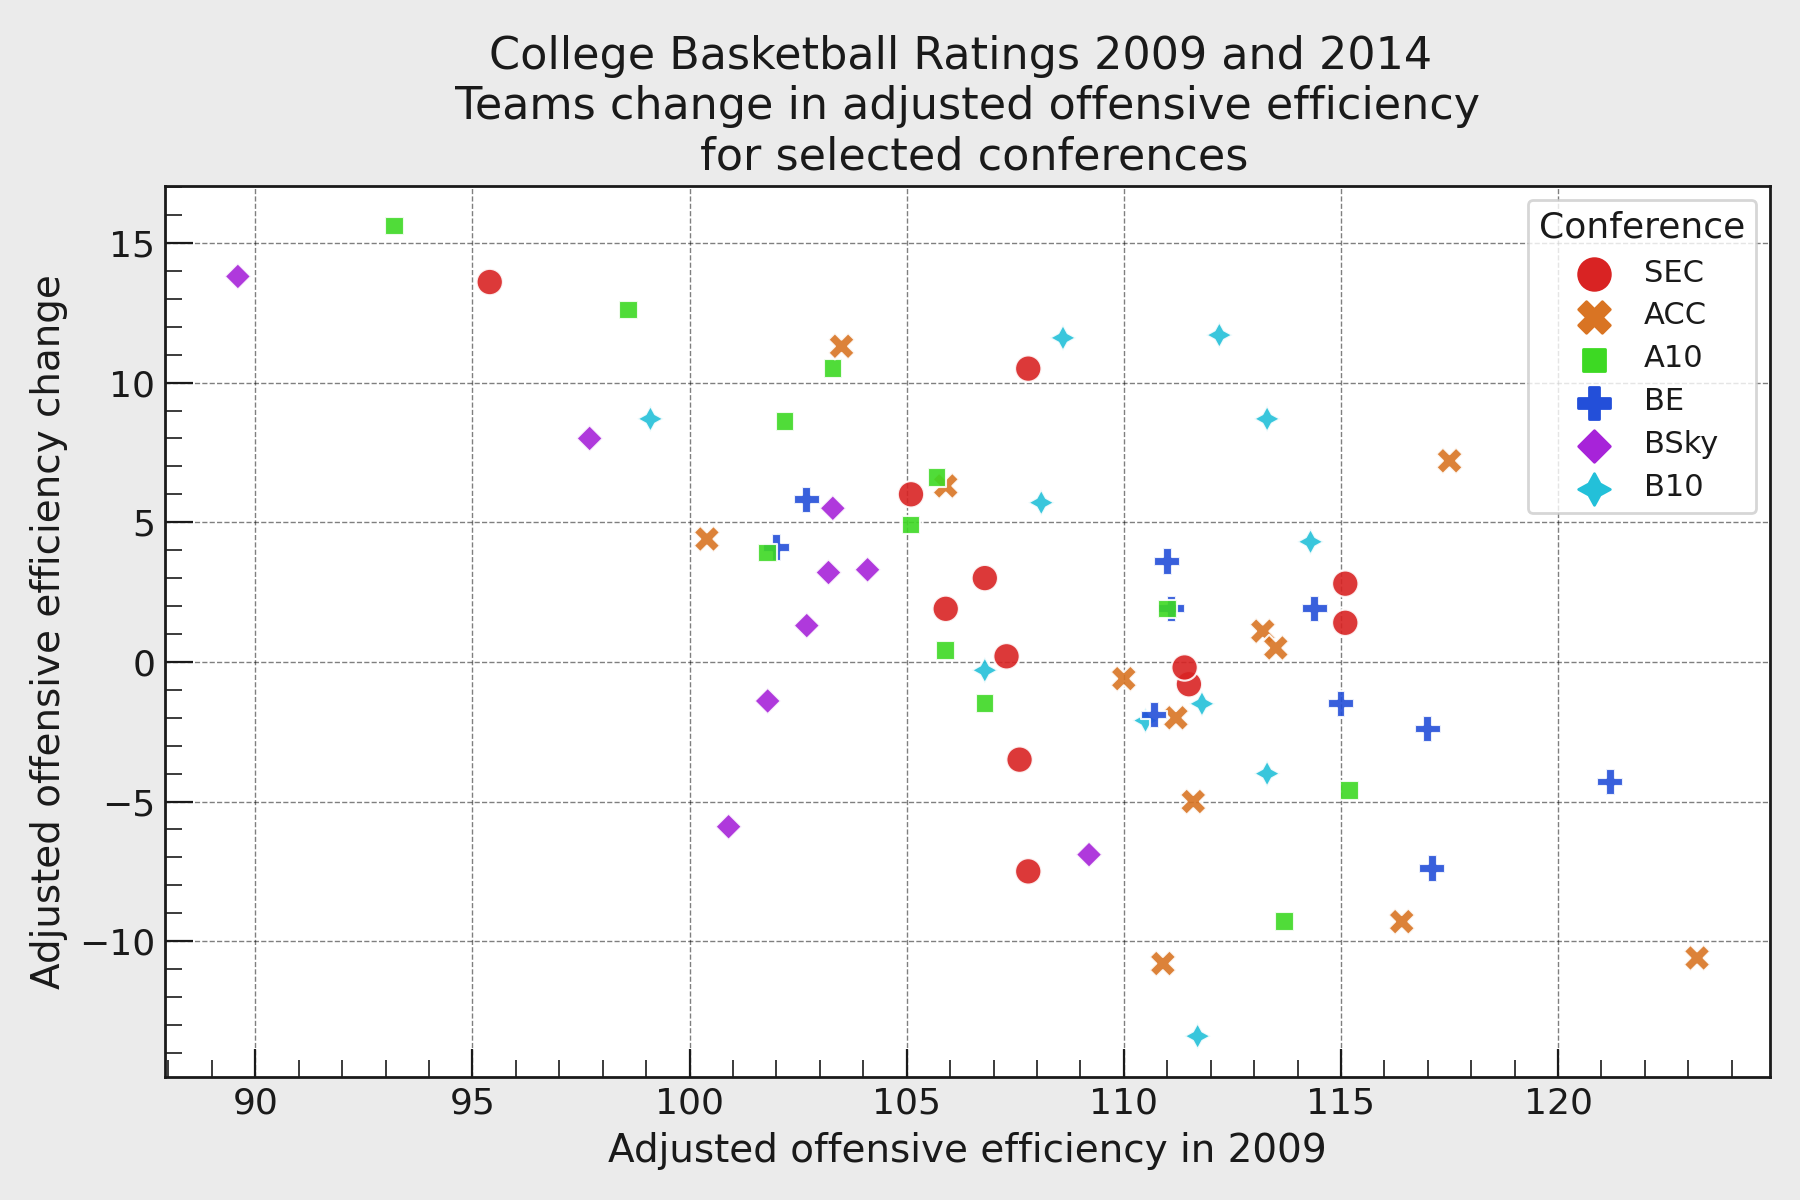 College Basketball Ratings 2009 and 2014
Teams change in adjusted offensive efficiency
for selected conferences
Adjusted offensive efficiency change
15
10
5
0
−5
−10
Conference
SEC
ACC
A10
BE
BSky
B10
90
95
100
105
110
115
120
Adjusted offensive efficiency in 2009